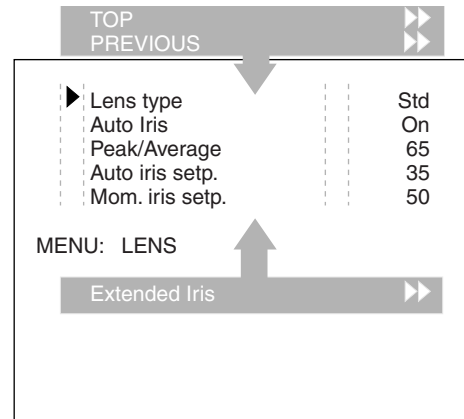 TOP
PREVIOUS
Lens type Std
Auto Iris On
Peak/Average 65
Auto iris setp. 35
Mom. iris setp. 50
MENU: LENS
Extended Iris